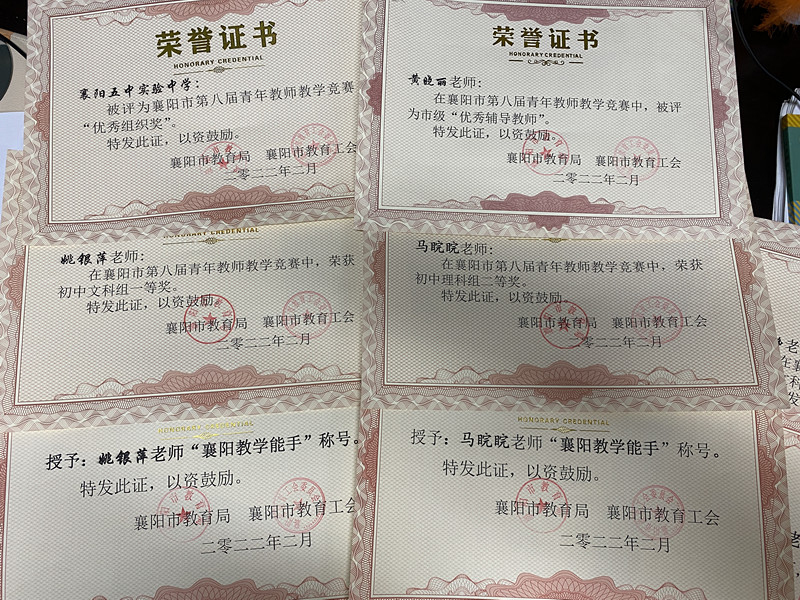 荣誉证书
HONORARY CREDENTIAL
襄阳五中实验中学：
被评为襄阳市第八届青年教师教学竞赛
“优秀组织奖”。
特发此证，以资鼓励。
襄阳市教育局 襄阳市教育工会
二零二二年二月
荣誉证书
HONORARY CREDENTIAL
黄晓丽老师：
在襄阳市第八届青年教师教学竞赛中，被评
为市级“优秀辅导教师”。
特发此证，以资鼓励。
襄阳市教育局 襄阳市教育工会
二零二二年二月
HONORARY CREDENTIAL
姚银萍老师：
在襄阳市第八届青年教师教学竞赛中，荣获
初中文科组一等奖。
特发此证，以资鼓励。
襄阳市教育局 襄阳市教育工会
二零二二年二月
马睆睆老师：
在襄阳市第八届青年教师教学竞赛中，荣获
初中理科组二等奖。
特发此证，以资鼓励。
襄阳市教育局 襄阳市教育工会
二零二二年二月
HONORARY CREDENTIAL
授予：姚银萍老师“襄阳教学能手”称号。
特发此证，以资鼓励。
襄阳市教育局 襄阳市教育工会
二零二二年二月
HONORARY CREDENTIAL
授予：马睆睆老师“襄阳教学能手”称号。
特发此证，以资鼓励。
襄阳市教育局 襄阳市教育工会
二零二二年二月